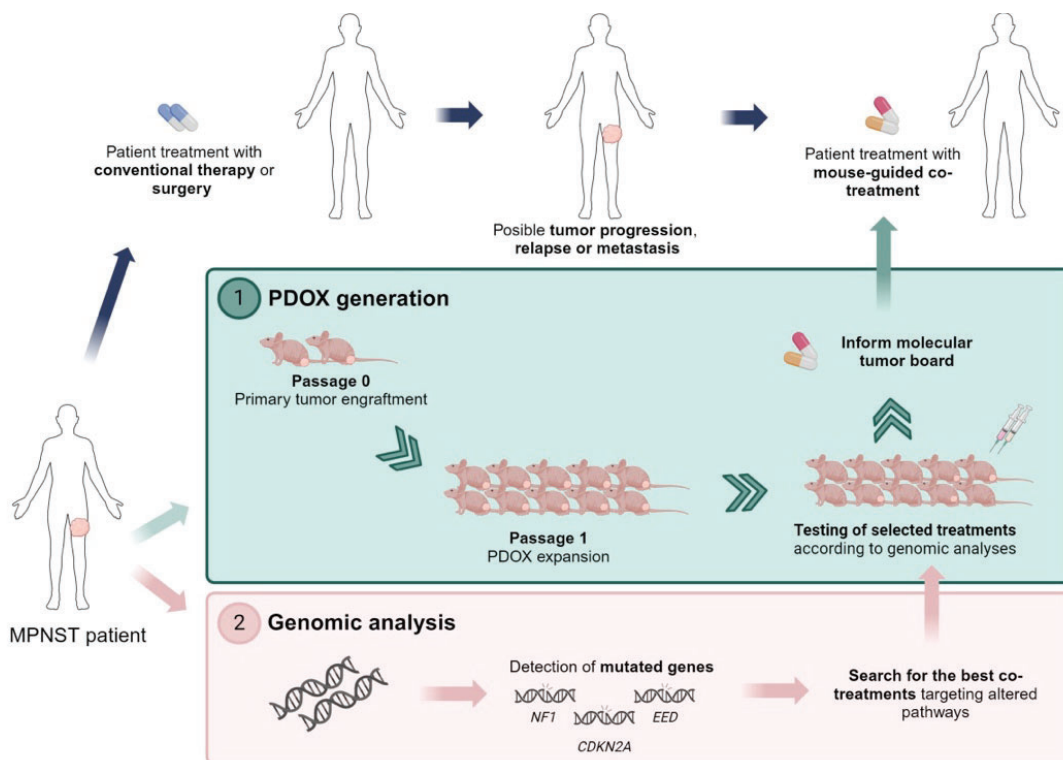 Patient treatment with
conventional therapy or
surgery
Possible tumor progression,
relapse or metastasis
Patient treatment with
mouse-guided co-
treatment
1 PDOX generation
Passage 0
Primary tumor engraftment
Passage 1
PDOX expansion
Inform molecular
tumor board
Testing of selected treatments
according to genomic analyses
MPNST patient
2 Genomic analysis
Detection of mutated genes
NF1
EED
CDKN2A
Search for the best co-
treatments targeting altered
pathways